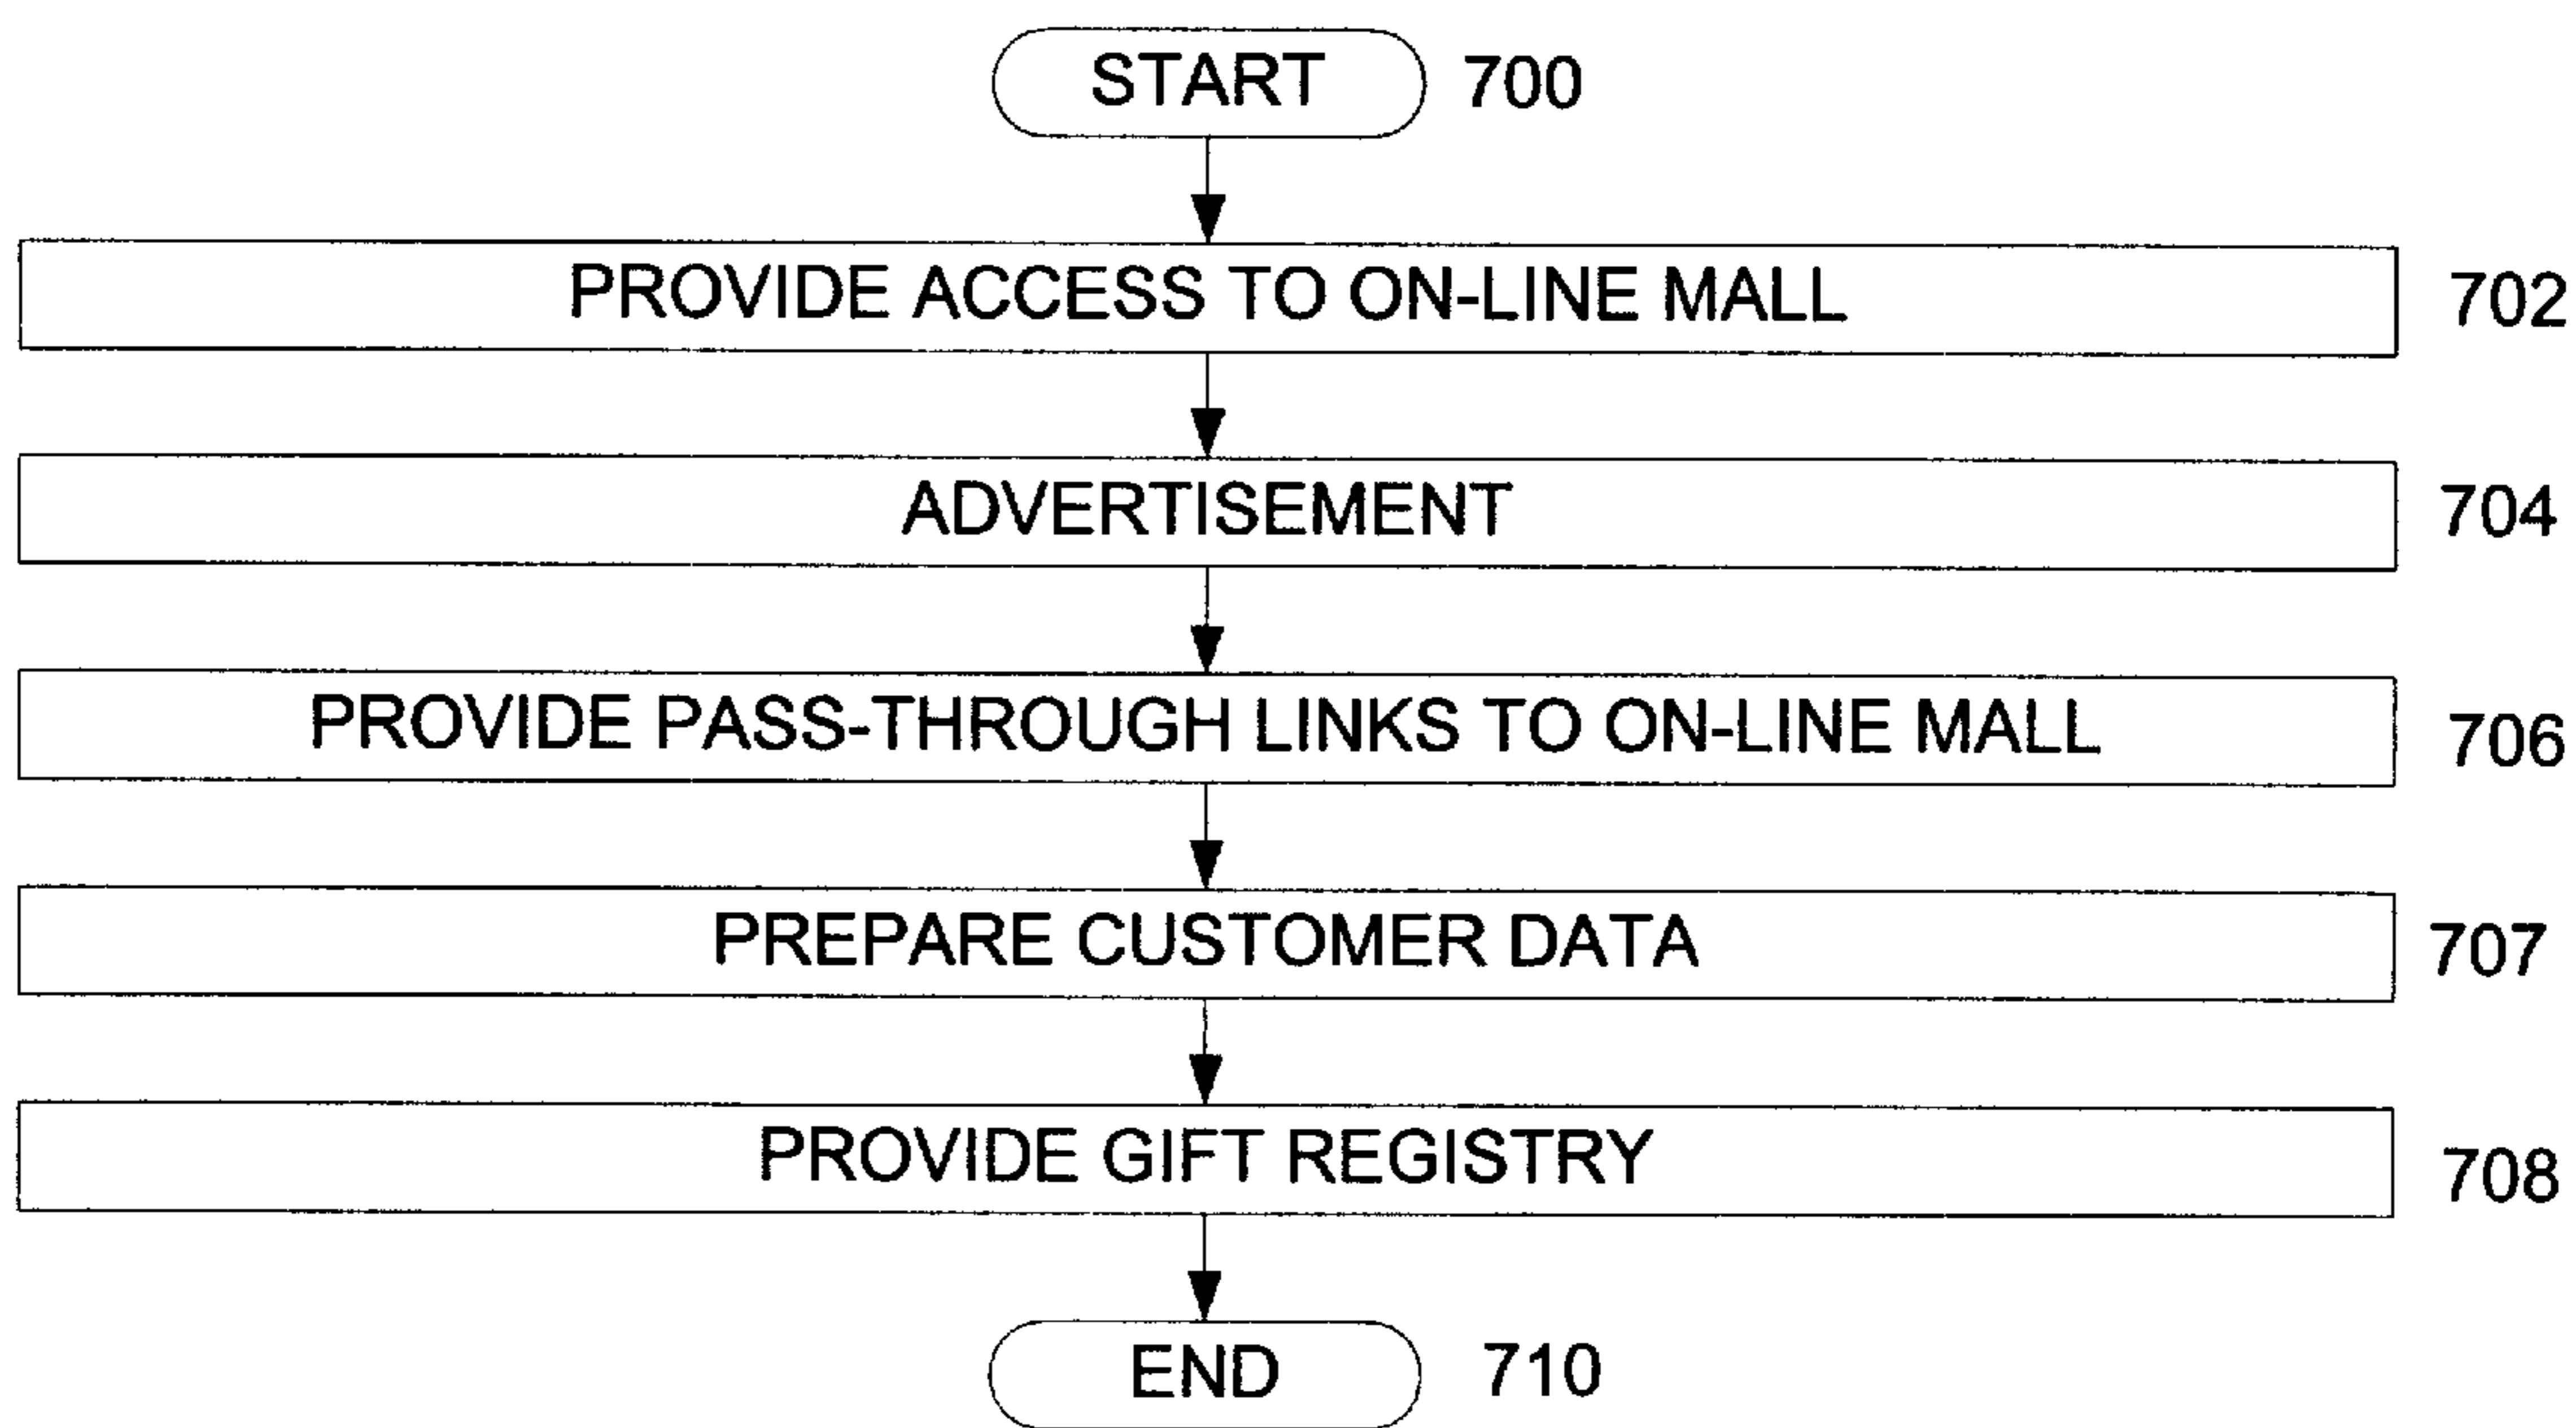 START 700
PROVIDE ACCESS TO ON-LINE MALL 702
ADVERTISEMENT 704
PROVIDE PASS-THROUGH LINKS TO ON-LINE MALL 706
PREPARE CUSTOMER DATA 707
PROVIDE GIFT REGISTRY 708
END 710